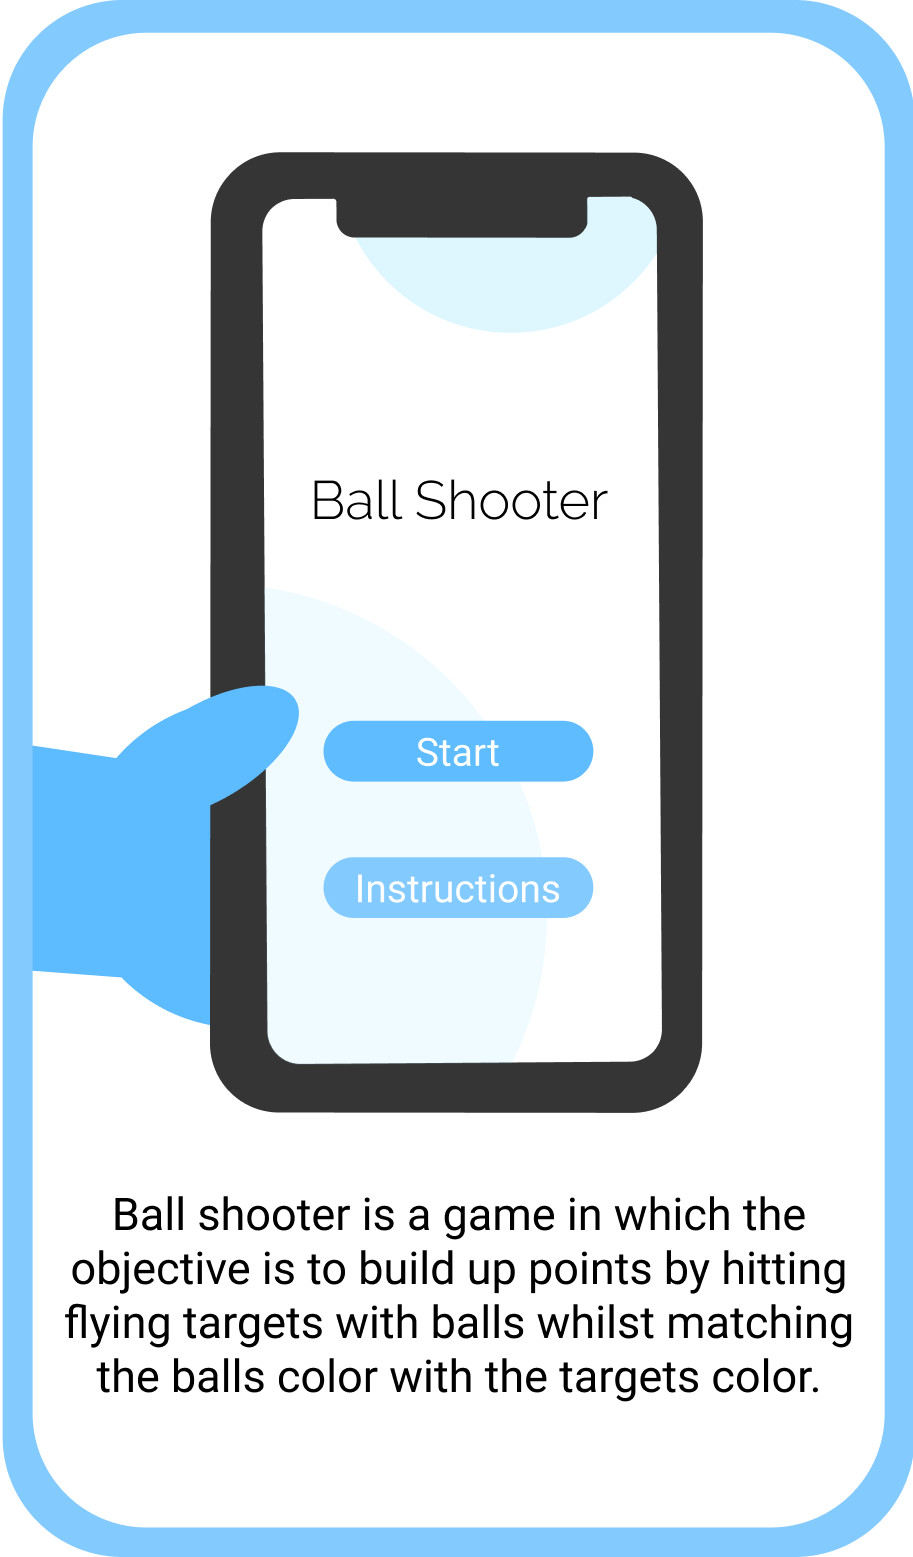 Ball Shooter
Start
Instructions
Ball shooter is a game in which the
objective is to build up points by hitting
flying targets with balls whilst matching
the balls color with the targets color.